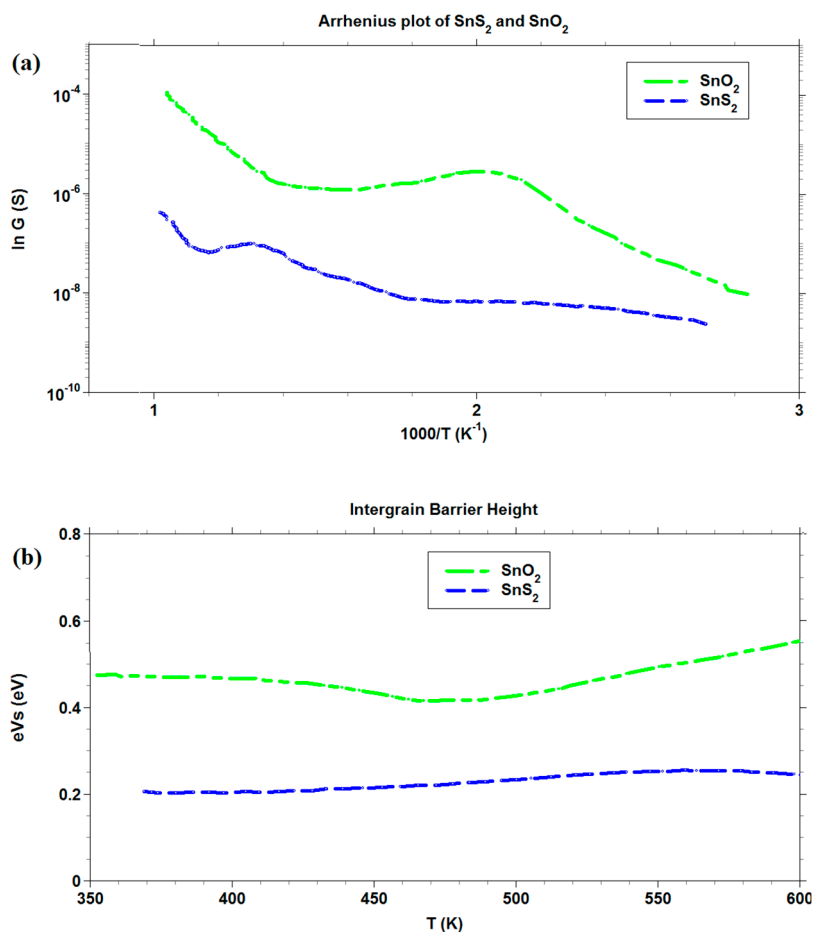 Arrhenius plot of SnS₂ and SnO₂
(a)
SnO₂
SnS₂
10⁻⁴
10⁻⁶
10⁻⁸
10⁻¹⁰
ln G (S)
1 2 3
1000/T (K⁻¹)
Intergrain Barrier Height
(b)
SnO₂
SnS₂
0.8
0.6
0.4
0.2
0
eVs (eV)
350 400 450 500 550 600
T (K)